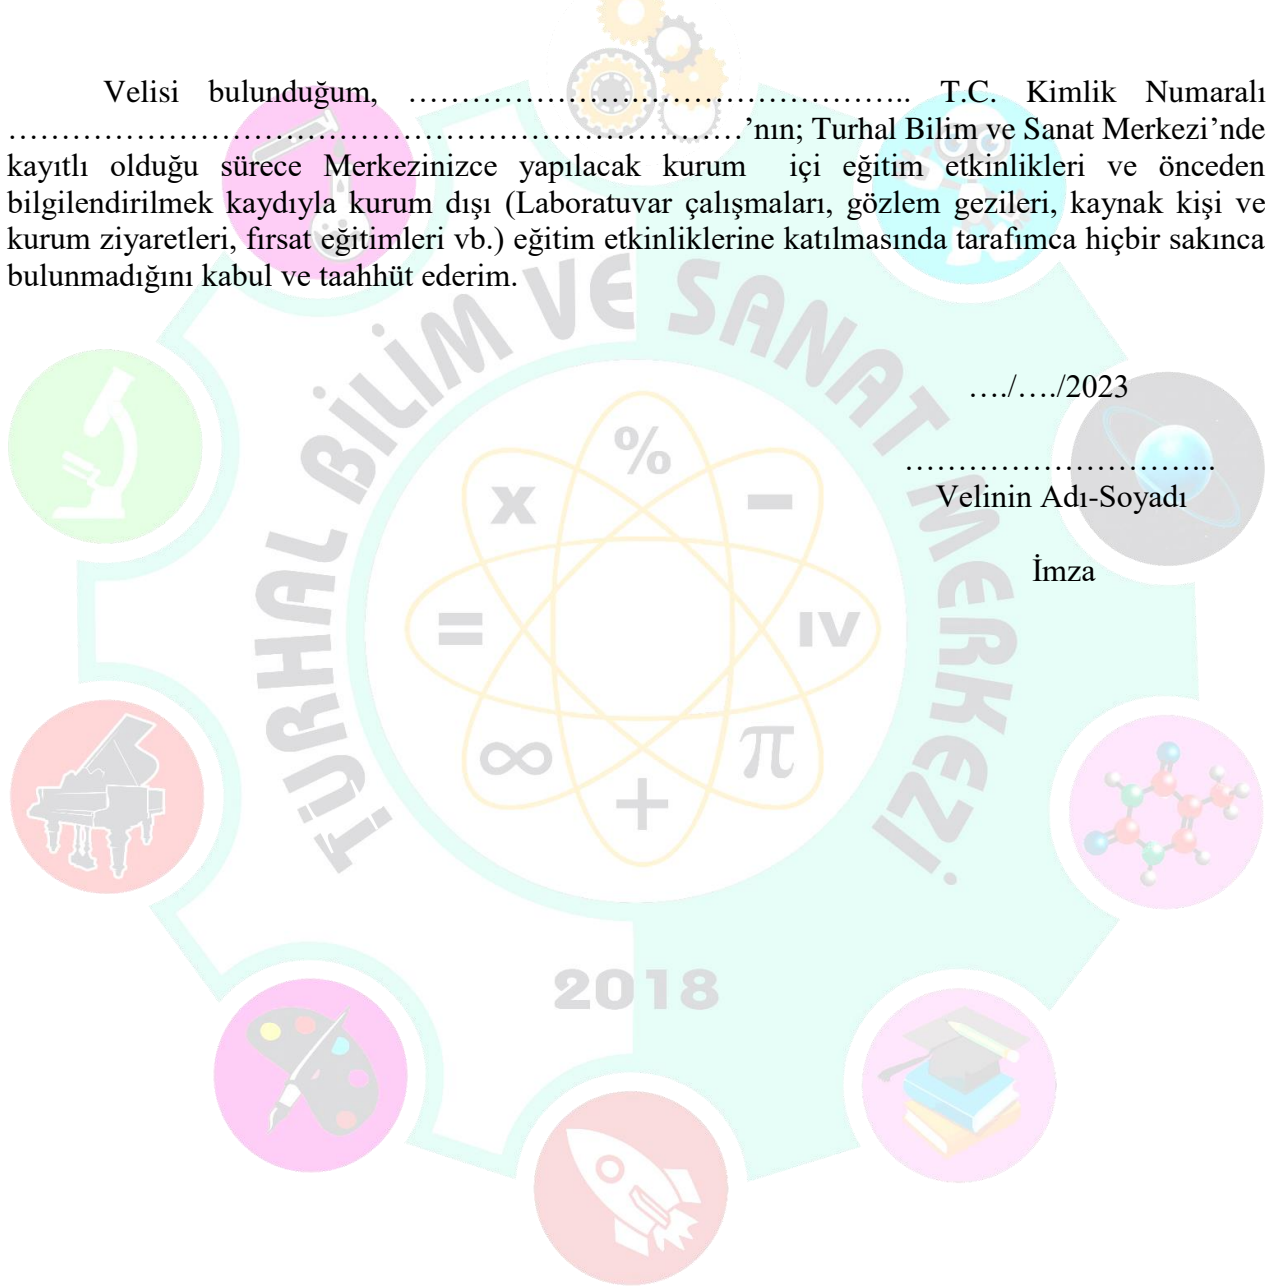 Velisi bulunduğum, ……………………………………….. T.C. Kimlik Numaralı
……………………………………………………………’nın; Turhal Bilim ve Sanat Merkezi’nde
kayıtlı olduğu sürece Merkezinizce yapılacak kurum içi eğitim etkinlikleri ve önceden
bilgilendirilmek kaydıyla kurum dışı (Laboratuvar çalışmaları, gözlem gezileri, kaynak kişi ve
kurum ziyaretleri, fırsat eğitimleri vb.) eğitim etkinliklerine katılmasında tarafımca hiçbir sakınca
bulunmadığını kabul ve taahhüt ederim.
…./…./2023
………………………...
Velinin Adı-Soyadı
İmza
TURHAL BİLİM VE SANAT MERKEZİ
%
x −
= IV
∞ π
+
2018